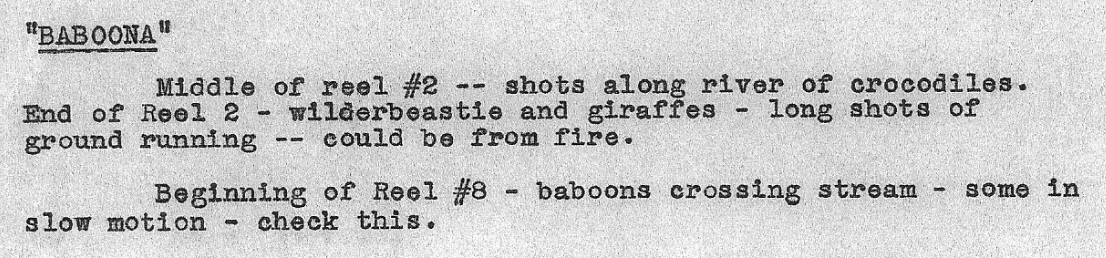 "BABOONA"
Middle of reel #2 -- shots along river of crocodiles.
End of Reel 2 - wilderbeastie and giraffes - long shots of
ground running -- could be from fire.
Beginning of Reel #8 - baboons crossing stream - some in
slow motion - check this.